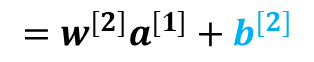 = w[2]a[1] + b[2]